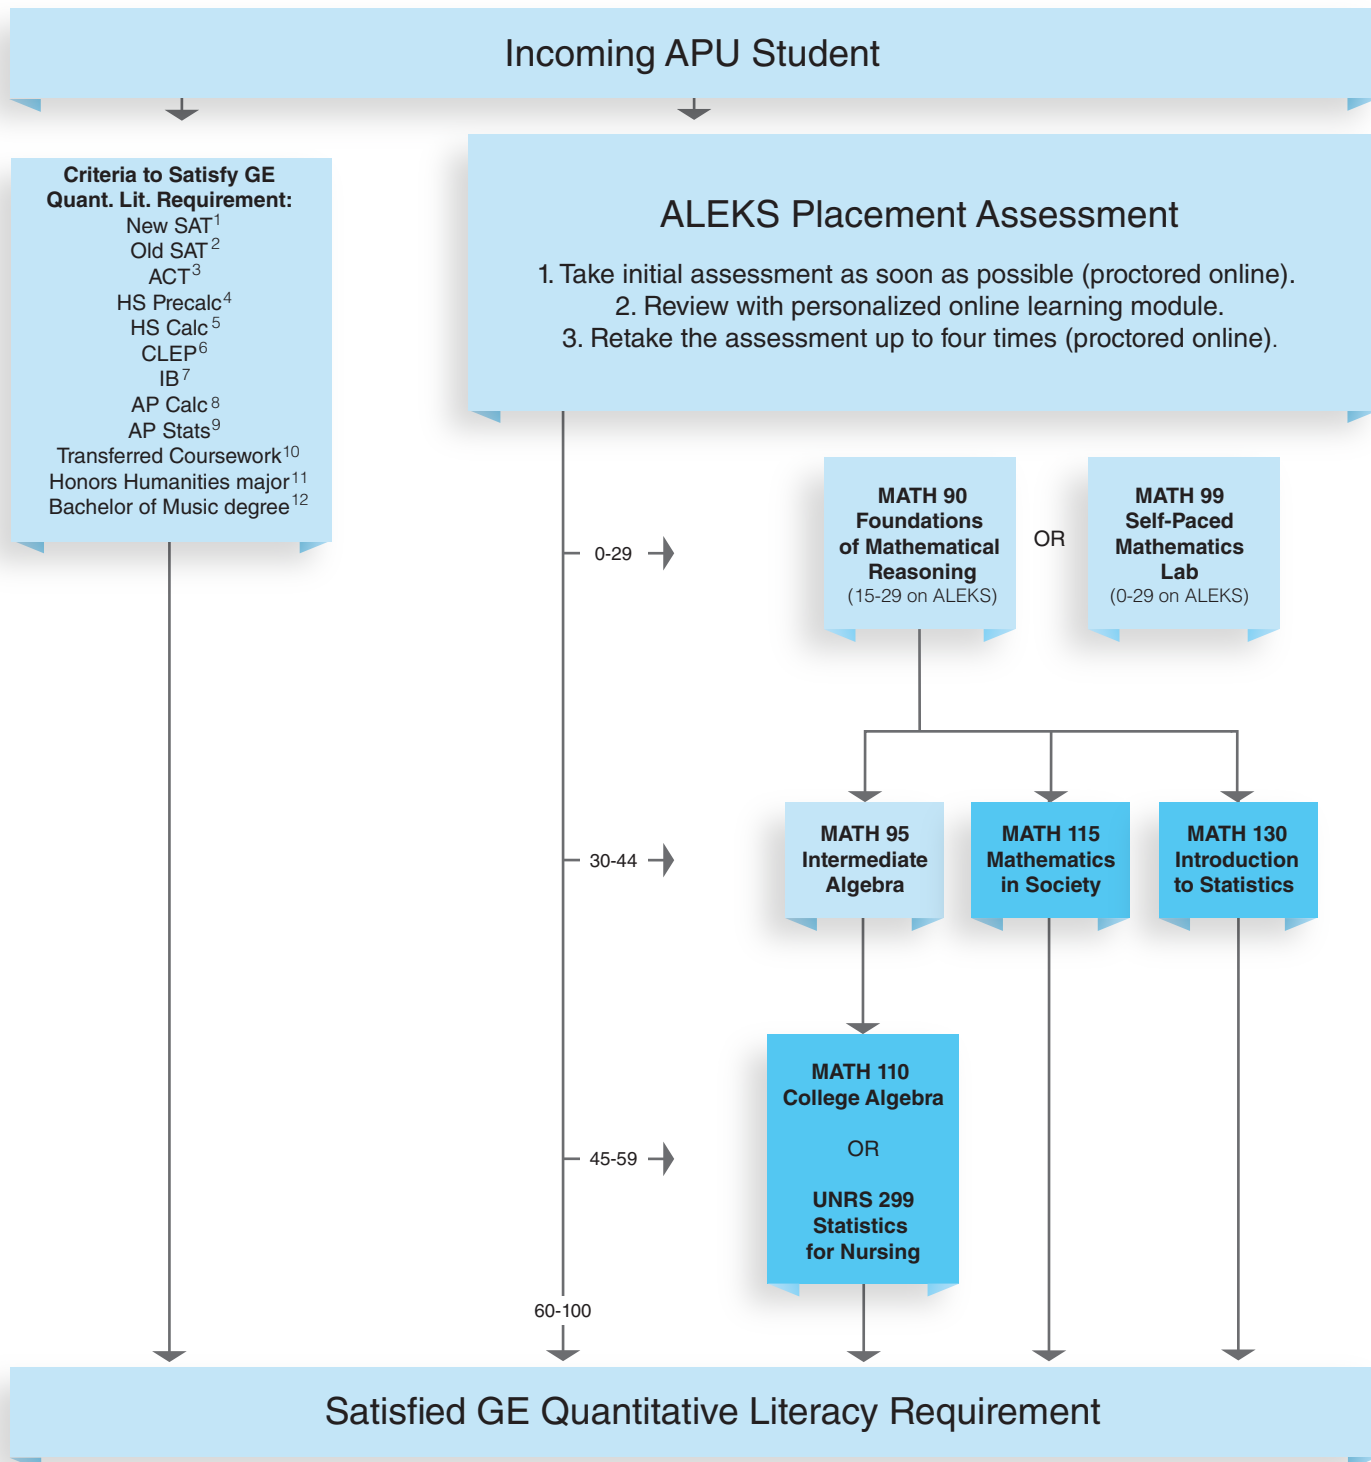 Incoming APU Student
Criteria to Satisfy GE
Quant. Lit. Requirement:
New SAT1
Old SAT2
ACT3
HS Precalc4
HS Calc5
CLEP6
IB7
AP Calc8
AP Stats9
Transferred Coursework10
Honors Humanities major11
Bachelor of Music degree12
ALEKS Placement Assessment
1. Take initial assessment as soon as possible (proctored online).
2. Review with personalized online learning module.
3. Retake the assessment up to four times (proctored online).
0-29
MATH 90
Foundations
of Mathematical
Reasoning
(15-29 on ALEKS)
OR
MATH 99
Self-Paced
Mathematics
Lab
(0-29 on ALEKS)
30-44
MATH 95
Intermediate
Algebra
MATH 115
Mathematics
in Society
MATH 130
Introduction
to Statistics
45-59
MATH 110
College Algebra
OR
UNRS 299
Statistics
for Nursing
60-100
Satisfied GE Quantitative Literacy Requirement